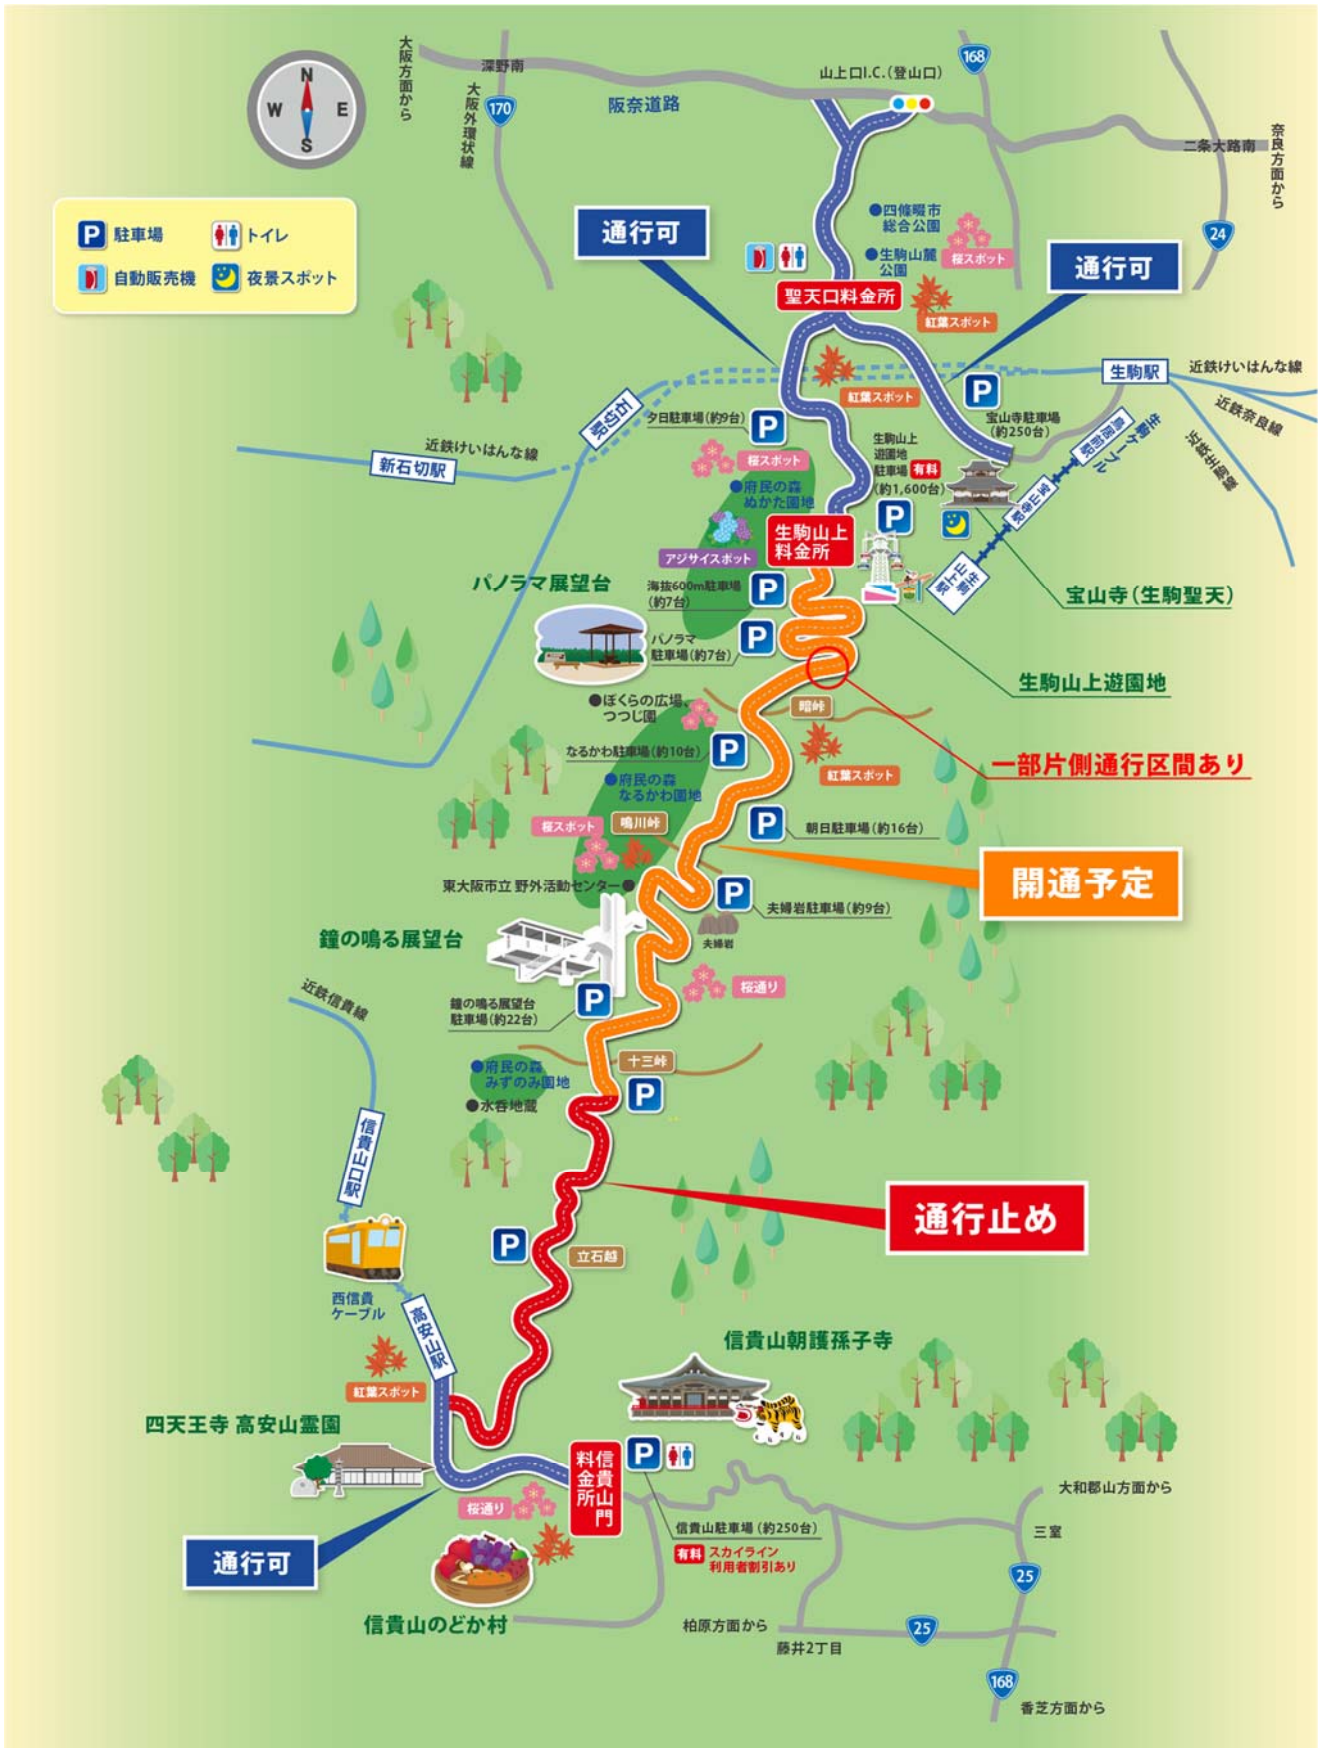 大阪方面から
深野南
大阪外環状線
170
阪奈道路
山上口I.C.(登山口)
168
二条大路南
奈良方面から
24
N
W
E
S
P 駐車場
トイレ
自動販売機
夜景スポット
通行可
四條畷市
総合公園
生駒山麓
公園
桜スポット
通行可
聖天口料金所
紅葉スポット
紅葉スポット
P
宝山寺駐車場
(約250台)
生駒駅
近鉄けいはんな線
近鉄奈良線
近鉄生駒線
石切駅
近鉄けいはんな線
新石切駅
夕日駐車場(約9台)
P
桜スポット
府民の森
ぬかた園地
アジサイスポット
生駒山上
遊園地
駐車場 有料
(約1,600台)
P
生駒ケーブル
鳥居前駅
宝山寺駅
生駒山上駅
生駒山上
料金所
宝山寺(生駒聖天)
生駒山上遊園地
パノラマ展望台
海抜600m駐車場
(約7台)
P
パノラマ
駐車場(約7台)
P
ぼくらの広場、
つつじ園
暗峠
一部片側通行区間あり
なるかわ駐車場(約10台)
P
紅葉スポット
府民の森
なるかわ園地
桜スポット
鳴川峠
P
朝日駐車場(約16台)
開通予定
東大阪市立 野外活動センター
P
夫婦岩駐車場(約9台)
夫婦岩
鐘の鳴る展望台
桜通り
鐘の鳴る展望台
駐車場(約22台)
P
近鉄信貴線
十三峠
府民の森
みずのみ園地
水呑地蔵
P
信貴山口駅
通行止め
P
立石越
西信貴
ケーブル
高安山駅
紅葉スポット
信貴山朝護孫子寺
四天王寺 高安山霊園
信貴山門
料金所
P
桜通り
通行可
信貴山駐車場(約250台)
有料 スカイライン
利用者割引あり
信貴山のどか村
大和郡山方面から
三室
25
柏原方面から
藤井2丁目
25
168
香芝方面から